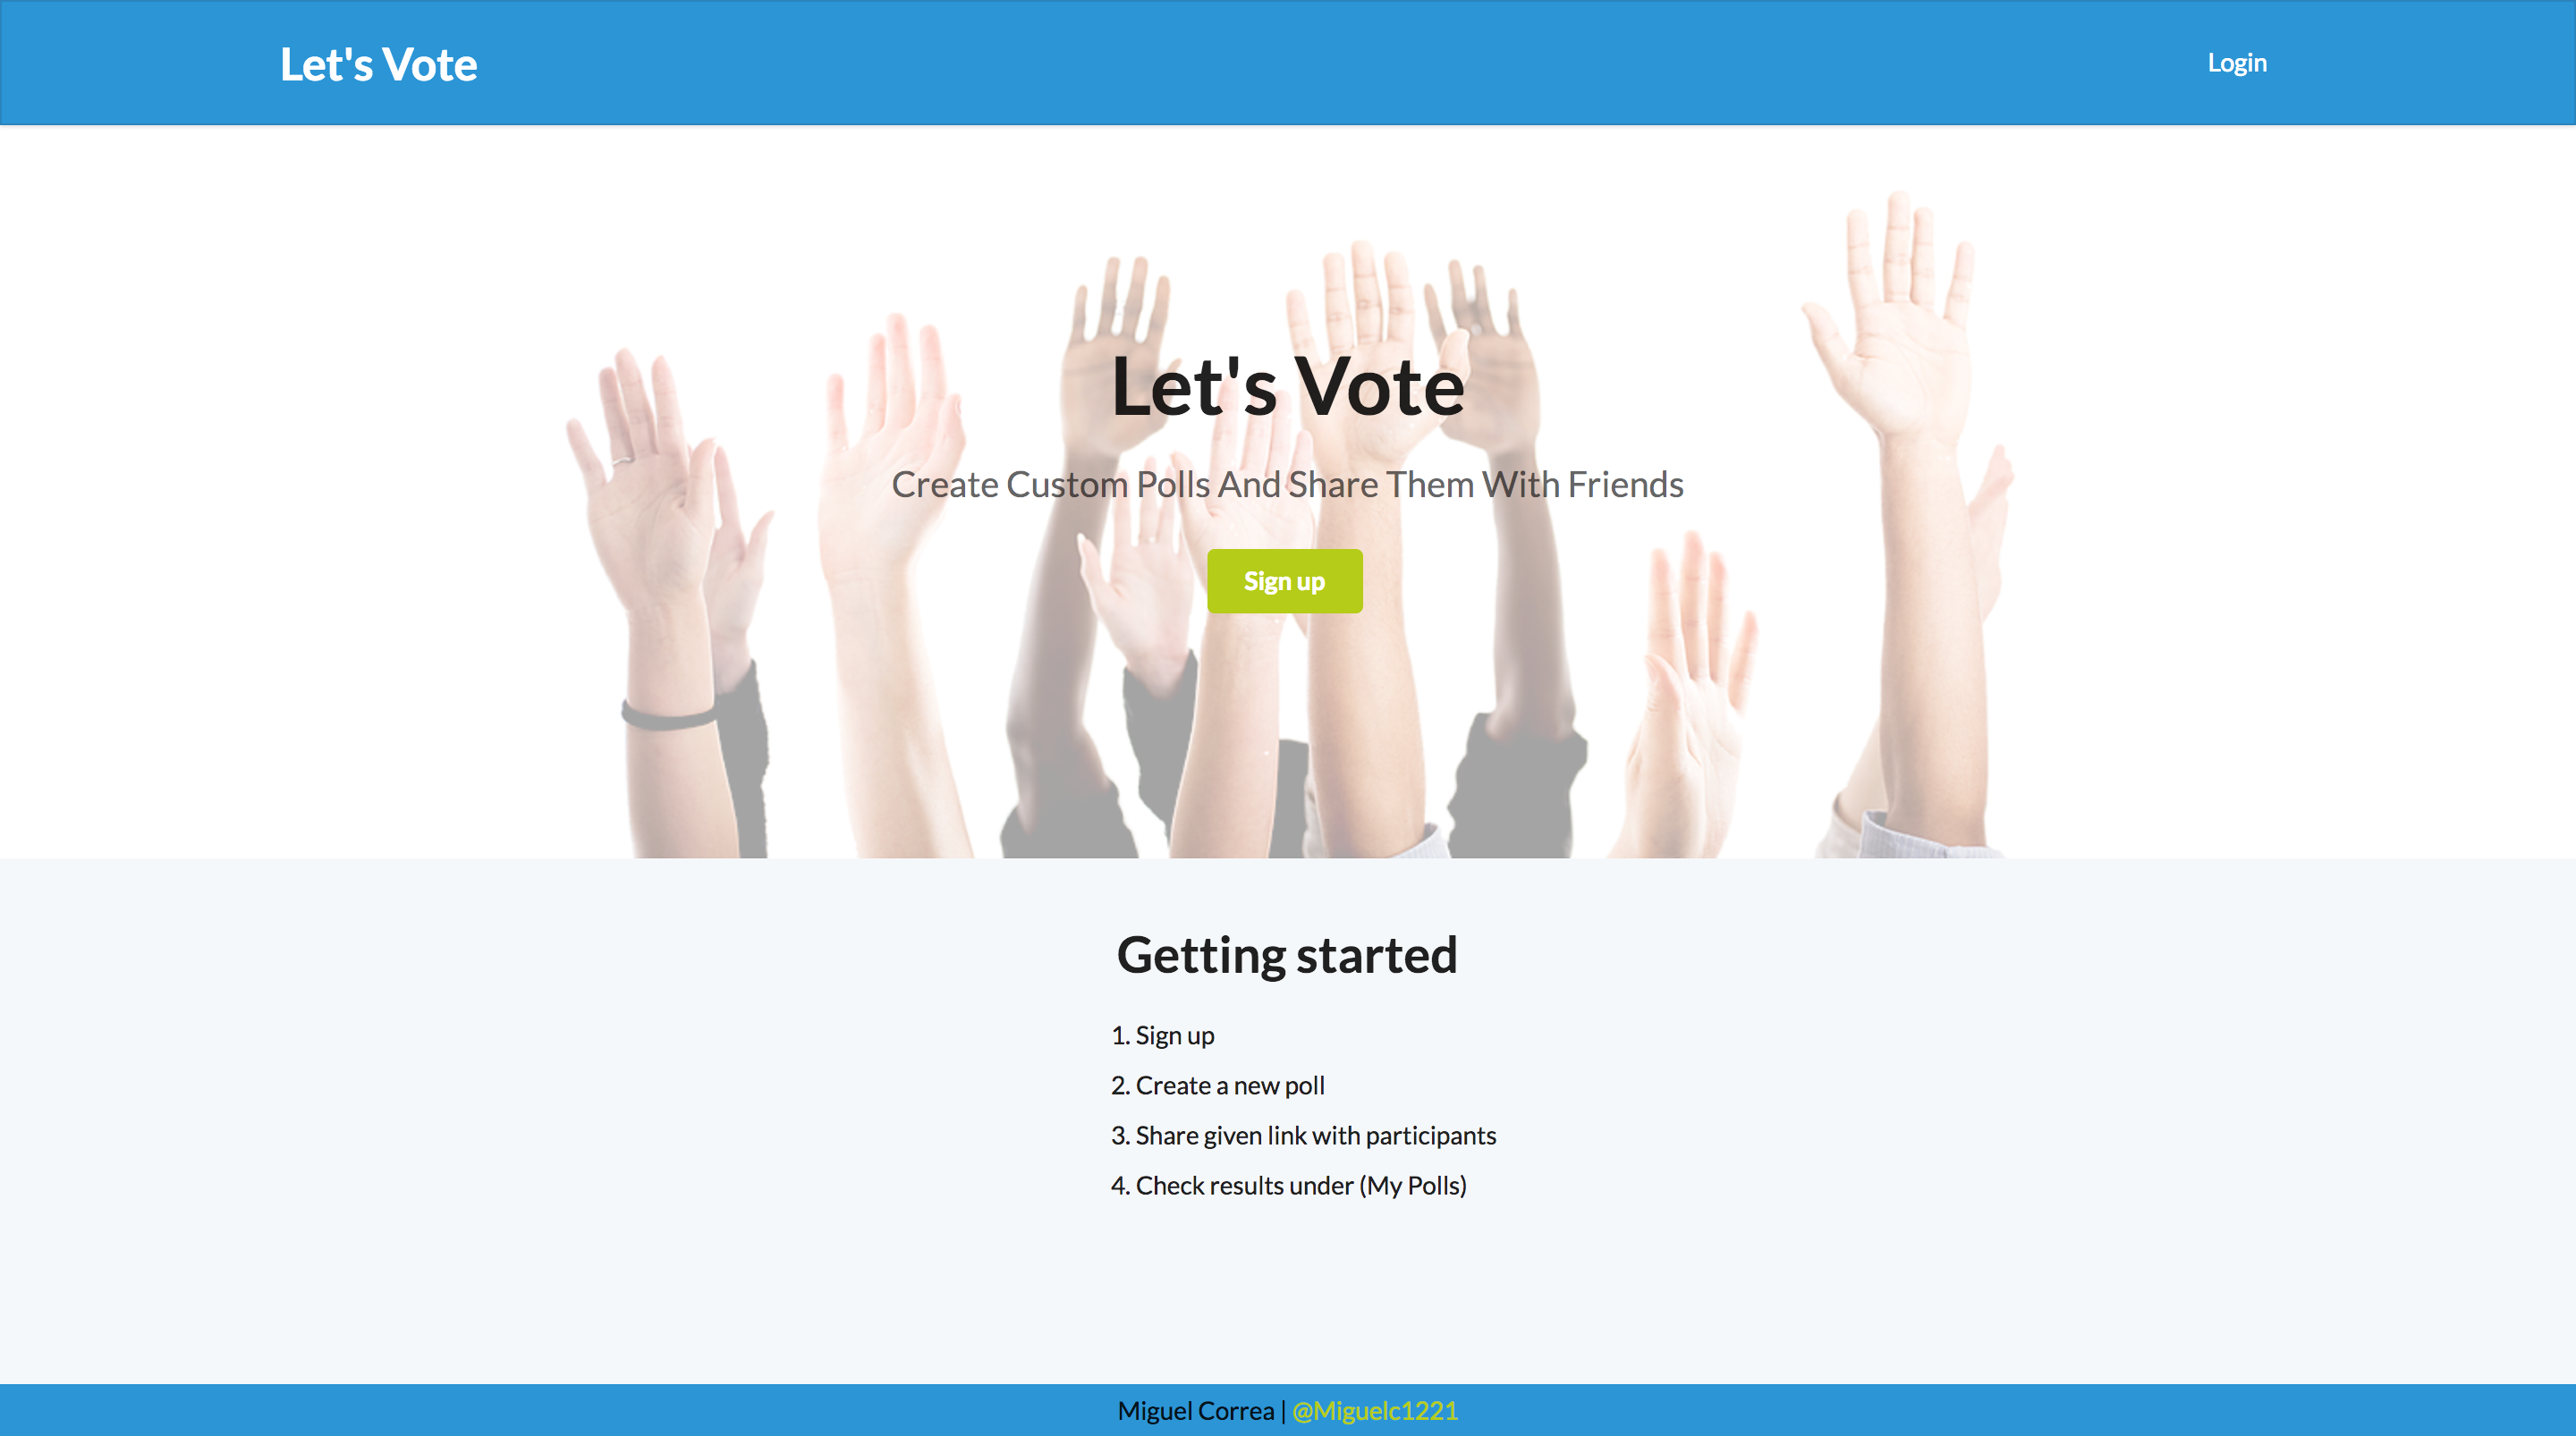 Let's Vote
Login
Let's Vote
Create Custom Polls And Share Them With Friends
Sign up
Getting started
1. Sign up
2. Create a new poll
3. Share given link with participants
4. Check results under (My Polls)
Miguel Correa | @Miguelc1221